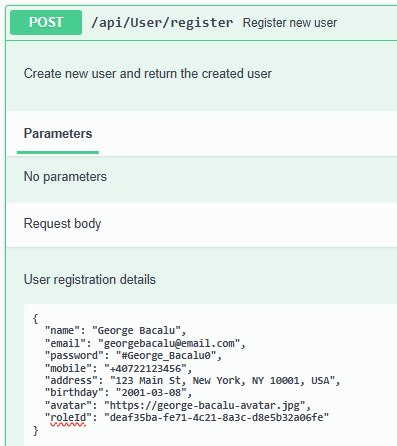 POST /api/User/register Register new user
Create new user and return the created user
Parameters
No parameters
Request body
User registration details
{
"name": "George Bacalu",
"email": "georgebacalu@email.com",
"password": "#George_Bacalu0",
"mobile": "+40722123456",
"address": "123 Main St, New York, NY 10001, USA",
"birthday": "2001-03-08",
"avatar": "https://george-bacalu-avatar.jpg",
"roleId": "deaf35ba-fe71-4c21-8a3c-d8e5b32a06fe"
}